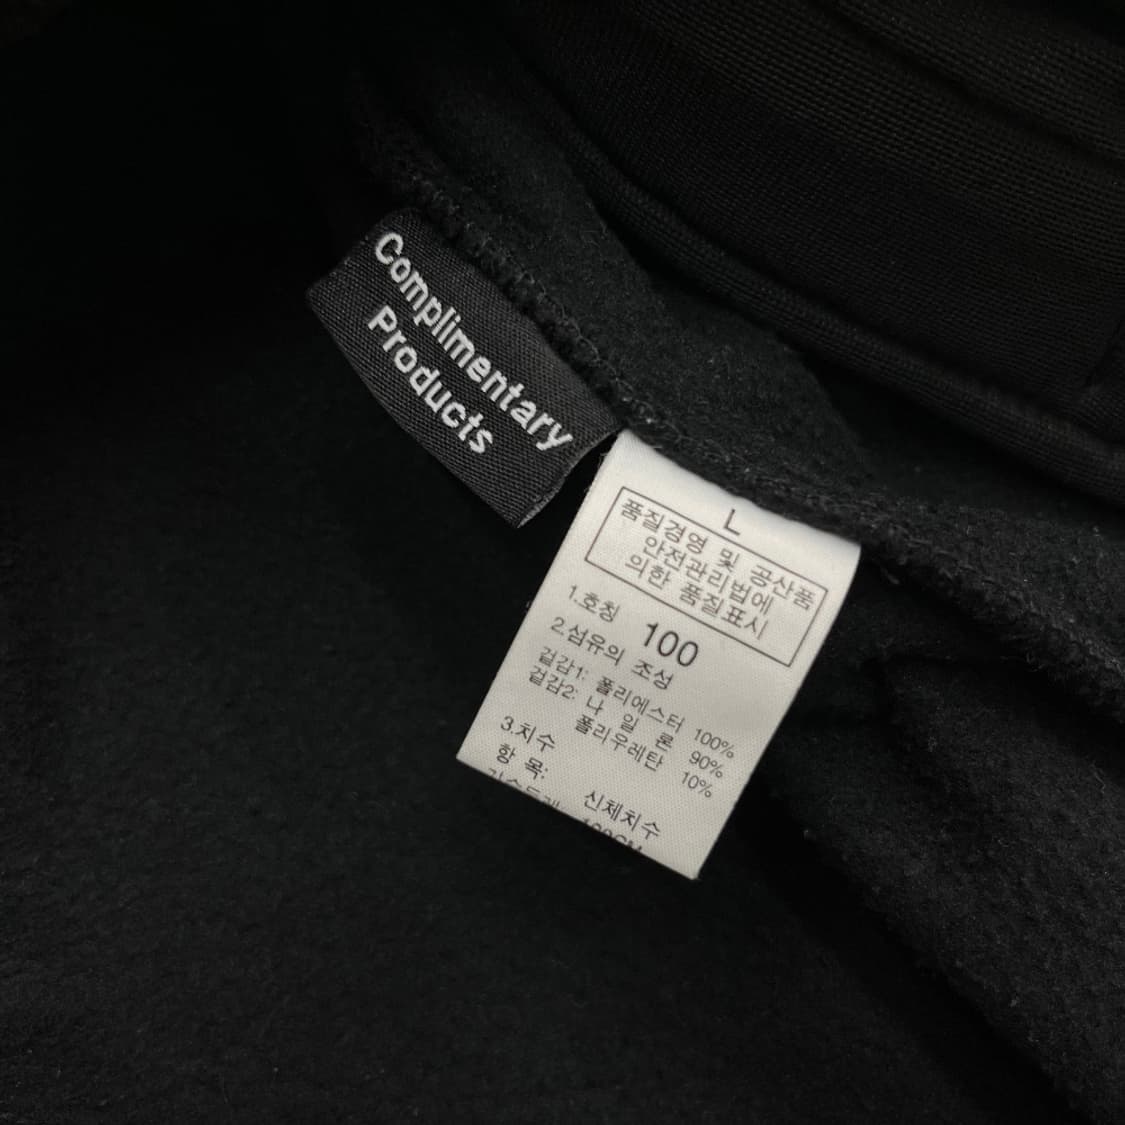 Complimentary
Products
L
품질경영 및 공산품
안전관리법에
의한 품질표시
1.호칭 100
2.섬유의 조성
겉감1: 폴리에스터 100%
겉감2: 나 일 론 90%
폴리우레탄 10%
3.치수
항 목: 신체치수